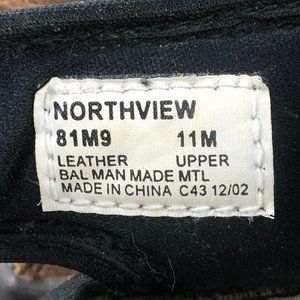 NORTHVIEW
81M9 11M
LEATHER UPPER
BAL MAN MADE MTL
MADE IN CHINA C43 12/02